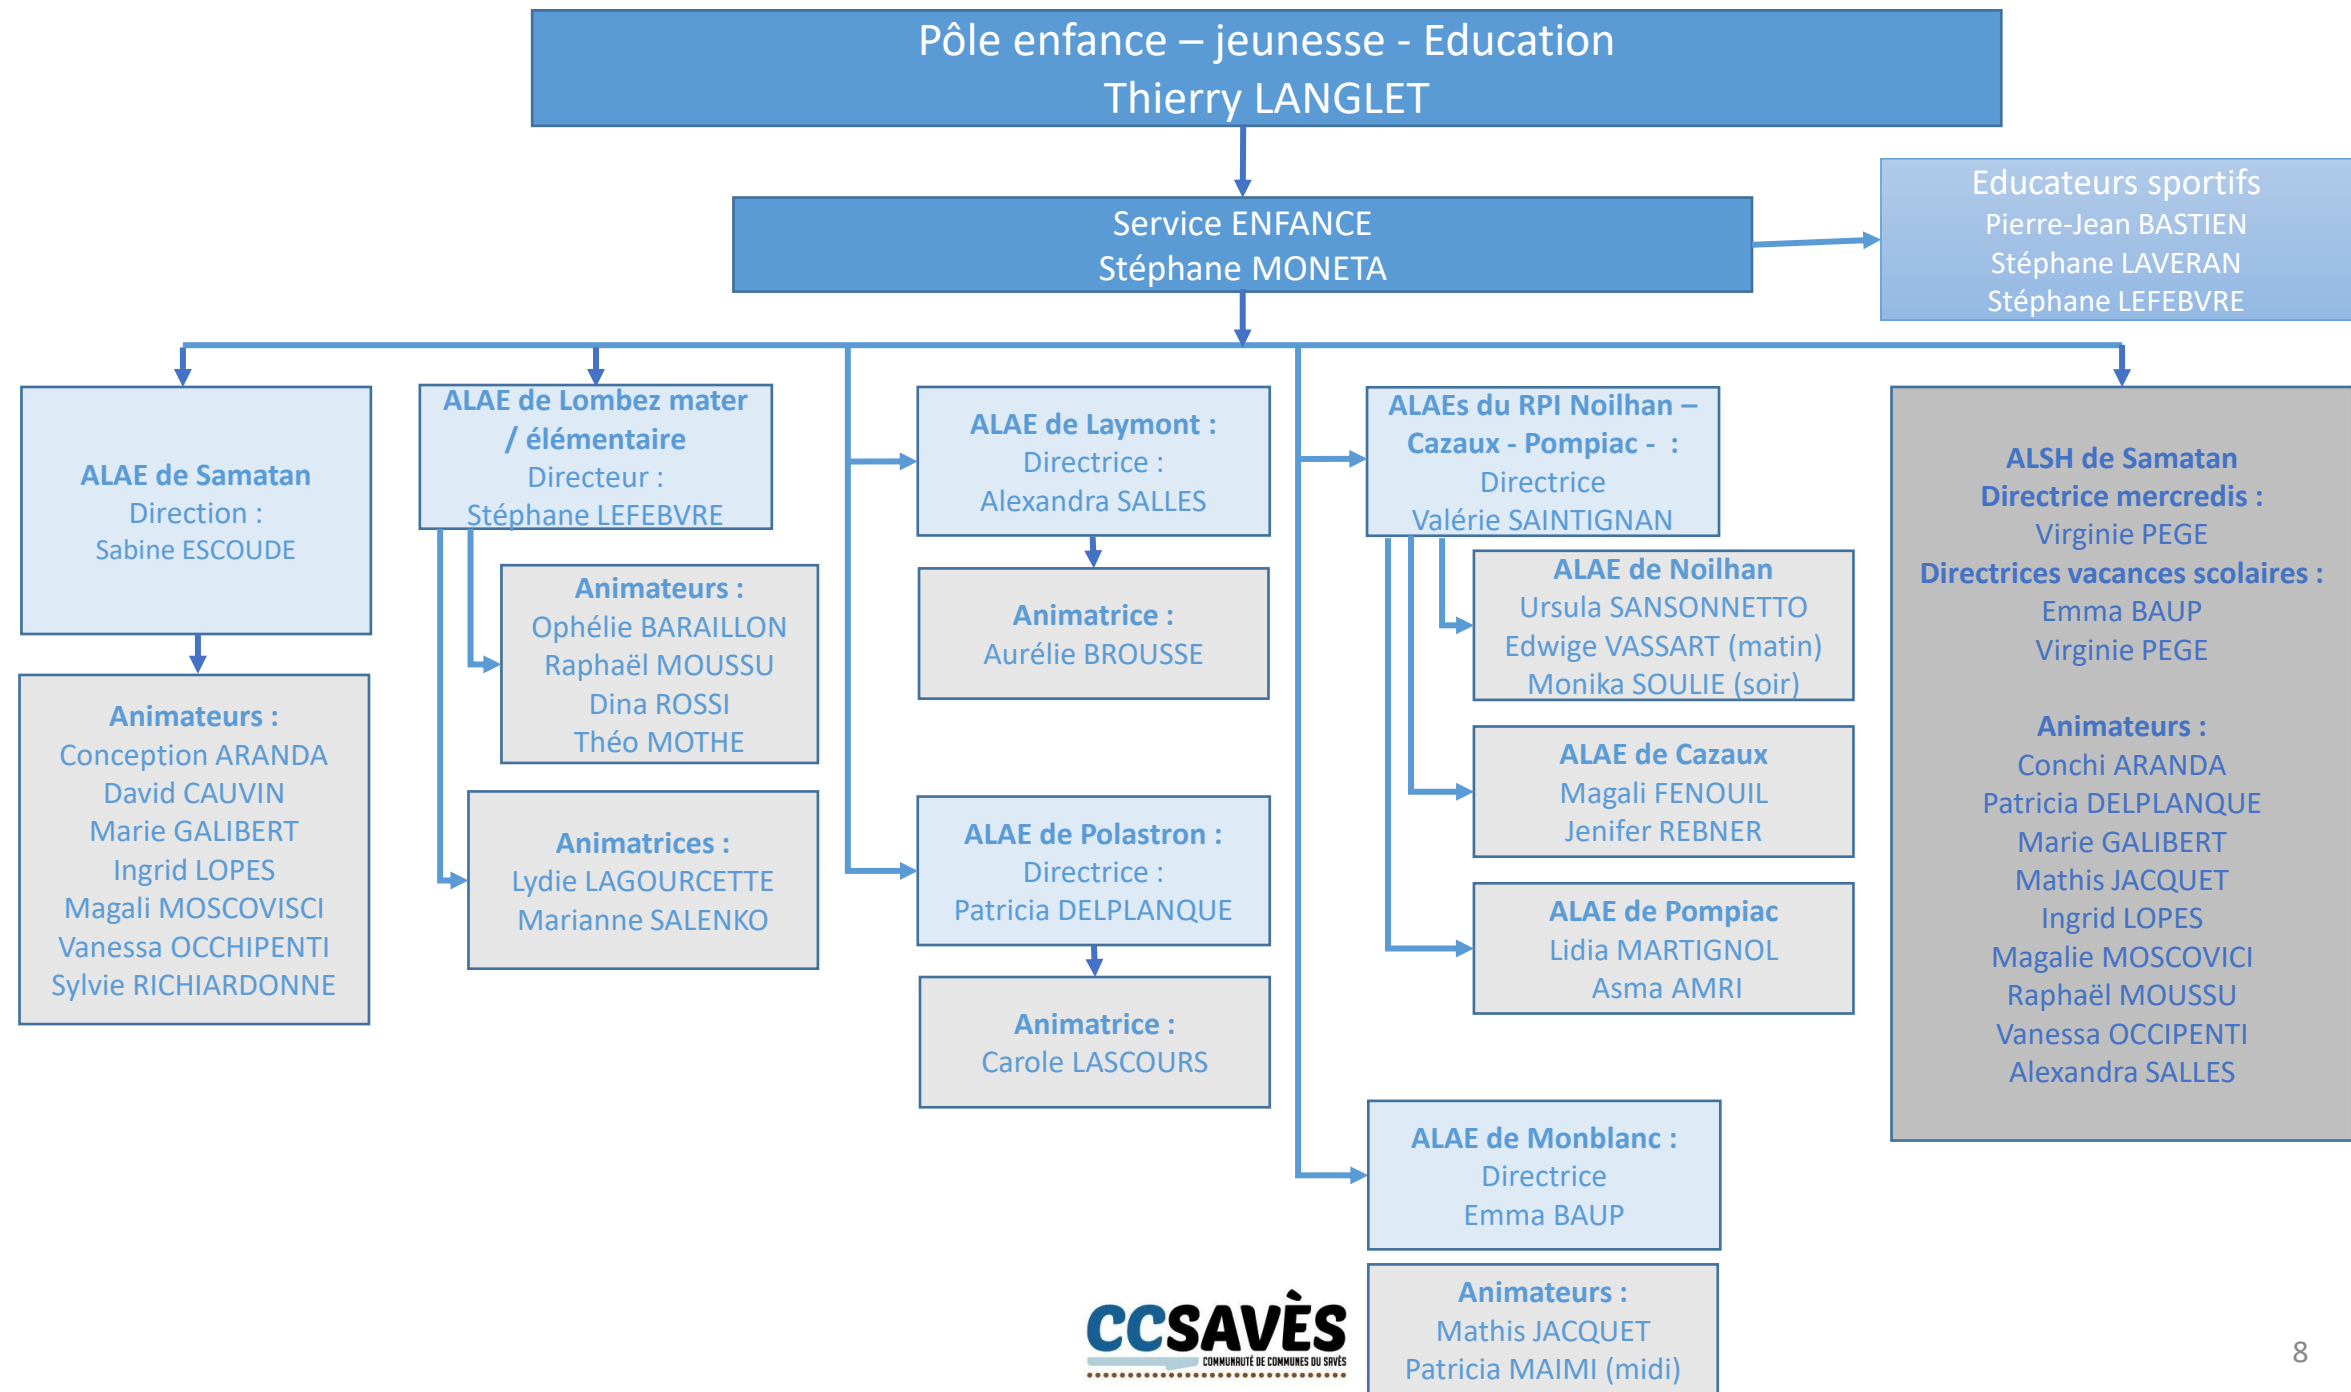 Pôle enfance – jeunesse - Education
Thierry LANGLET
Service ENFANCE
Stéphane MONETA
Educateurs sportifs
Pierre-Jean BASTIEN
Stéphane LAVERAN
Stéphane LEFEBVRE
ALAE de Samatan
Direction :
Sabine ESCOUDE
Animateurs :
Conception ARANDA
David CAUVIN
Marie GALIBERT
Ingrid LOPES
Magali MOSCOVISCI
Vanessa OCCHIPENTI
Sylvie RICHIARDONNE
ALAE de Lombez mater
/ élémentaire
Directeur :
Stéphane LEFEBVRE
Animateurs :
Ophélie BARAILLON
Raphaël MOUSSU
Dina ROSSI
Théo MOTHE
Animatrices :
Lydie LAGOURCETTE
Marianne SALENKO
ALAE de Laymont :
Directrice :
Alexandra SALLES
Animatrice :
Aurélie BROUSSE
ALAE de Polastron :
Directrice :
Patricia DELPLANQUE
Animatrice :
Carole LASCOURS
ALAEs du RPI Noilhan –
Cazaux - Pompiac - :
Directrice
Valérie SAINTIGNAN
ALAE de Noilhan
Ursula SANSONNETTO
Edwige VASSART (matin)
Monika SOULIE (soir)
ALAE de Cazaux
Magali FENOUIL
Jenifer REBNER
ALAE de Pompiac
Lidia MARTIGNOL
Asma AMRI
ALAE de Monblanc :
Directrice
Emma BAUP
Animateurs :
Mathis JACQUET
Patricia MAIMI (midi)
ALSH de Samatan
Directrice mercredis :
Virginie PEGE
Directrices vacances scolaires :
Emma BAUP
Virginie PEGE
Animateurs :
Conchi ARANDA
Patricia DELPLANQUE
Marie GALIBERT
Mathis JACQUET
Ingrid LOPES
Magalie MOSCOVICI
Raphaël MOUSSU
Vanessa OCCIPENTI
Alexandra SALLES
CCSAVÈS
COMMUNAUTÉ DE COMMUNES DU SAVÈS
8